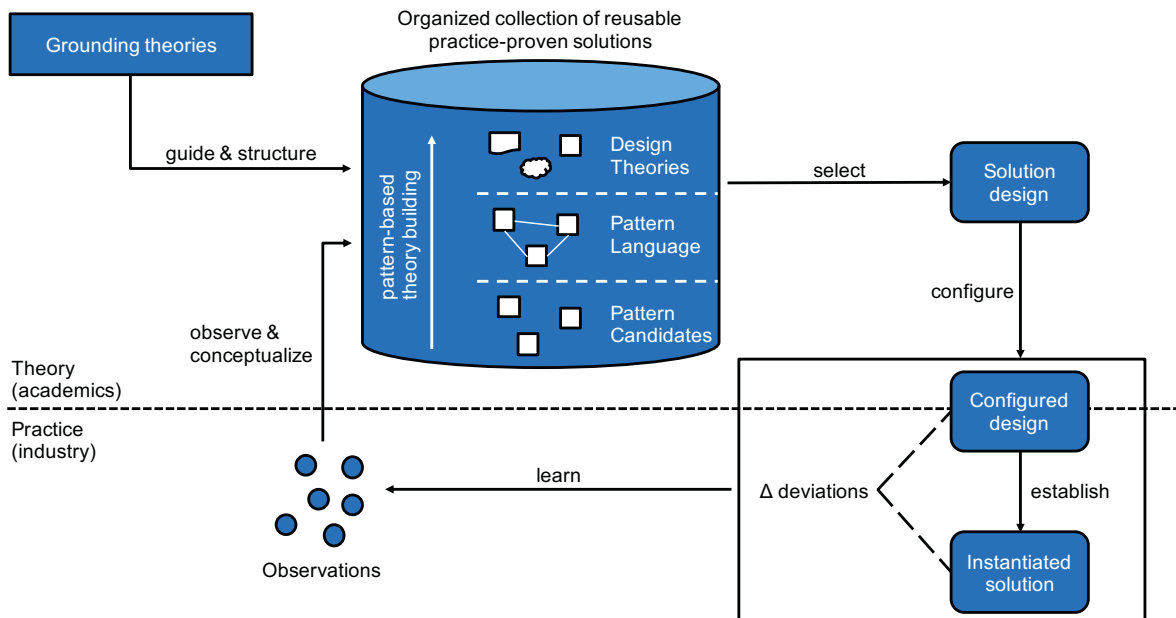 Grounding theories
Organized collection of reusable
practice-proven solutions
guide & structure
pattern-based
theory building
Design
Theories
Pattern
Language
Pattern
Candidates
select
Solution
design
configure
observe &
conceptualize
Theory
(academics)
Practice
(industry)
Configured
design
Δ deviations
establish
Instantiated
solution
learn
Observations